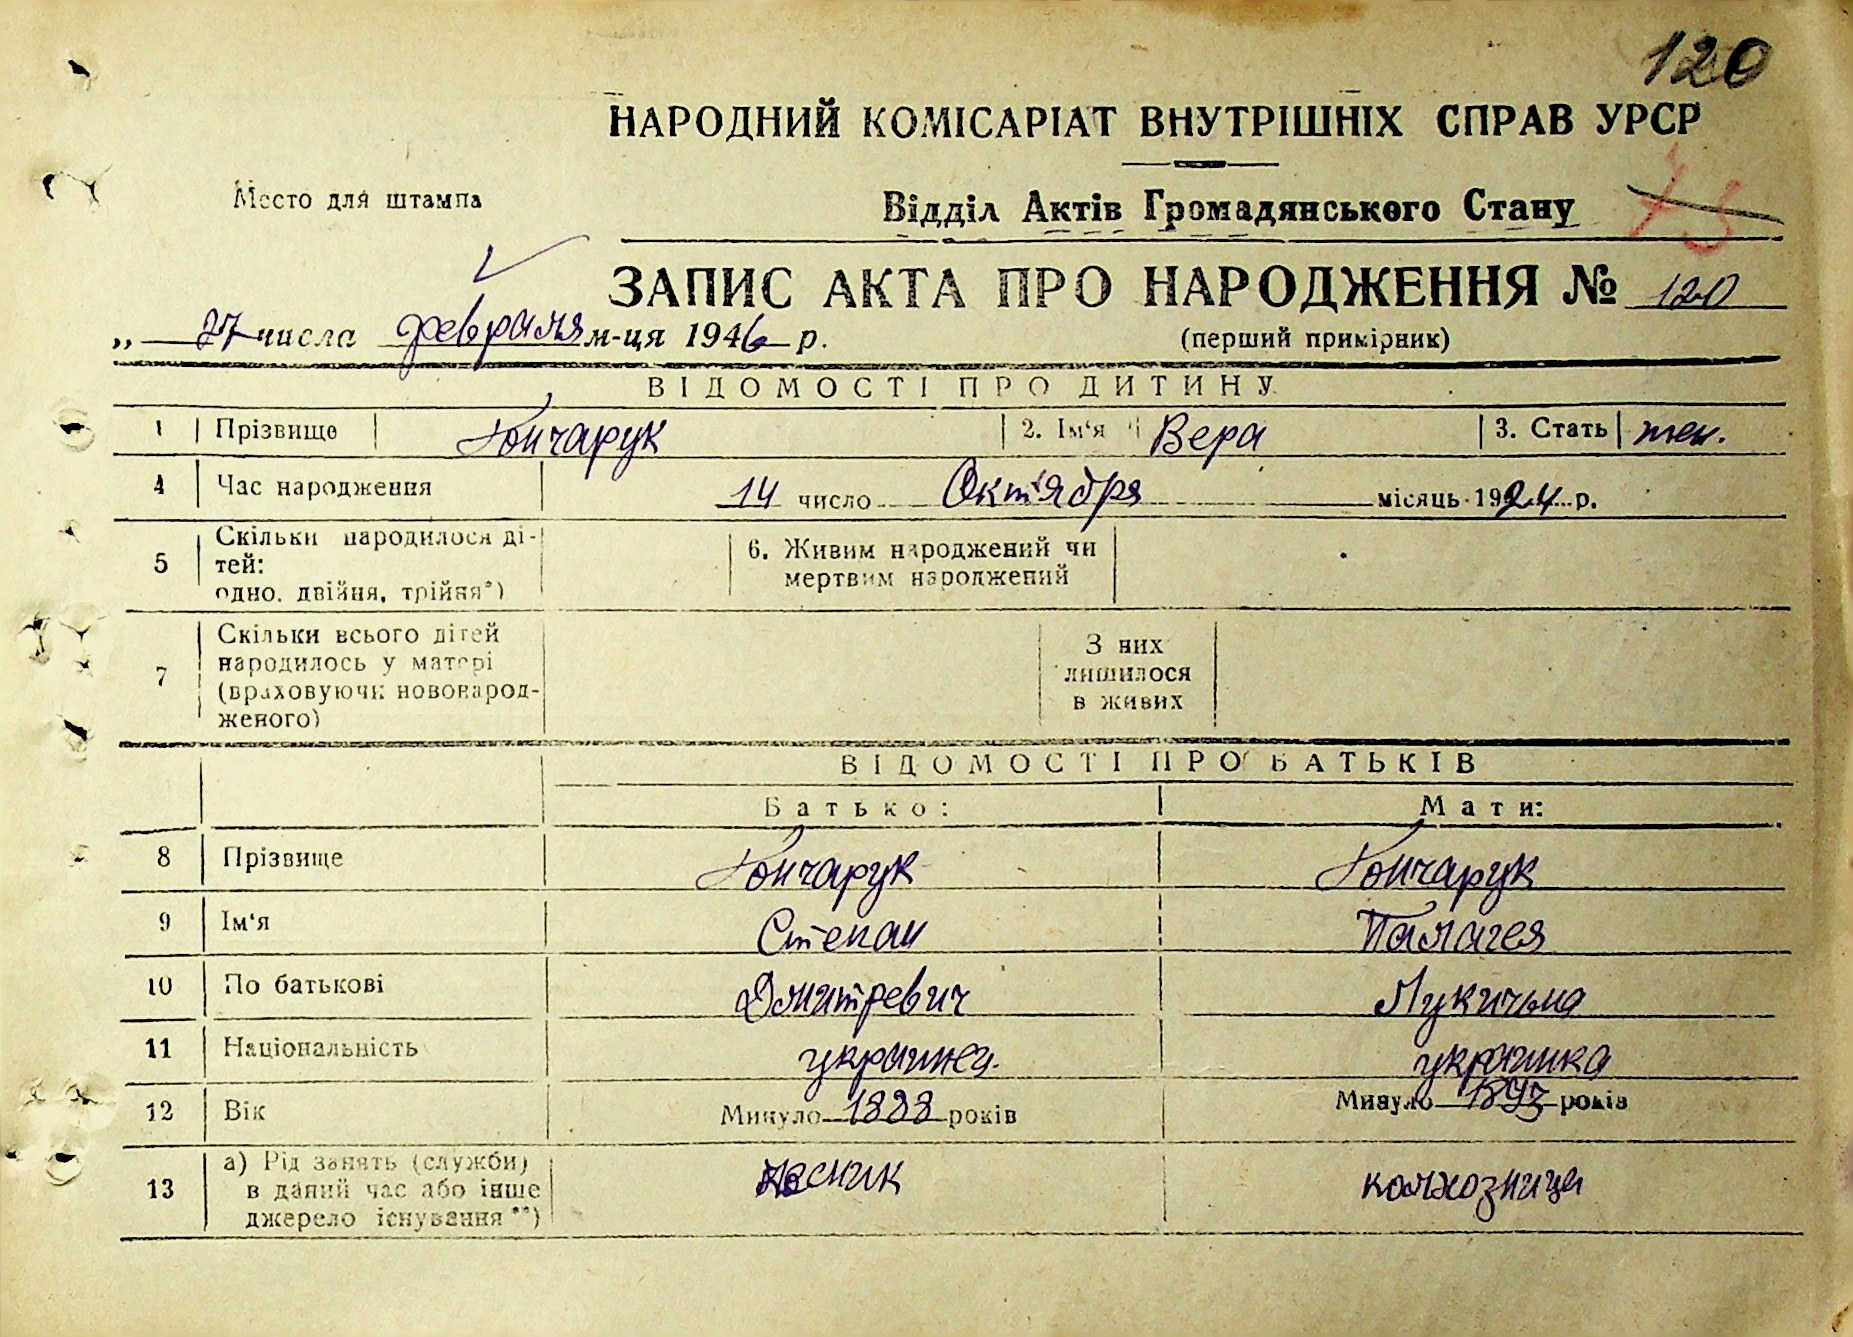 120
НАРОДНИЙ КОМІСАРІАТ ВНУТРІШНІХ СПРАВ УРСР
Место для штампа
Відділ Актів Громадянського Стану
ЗАПИС АКТА ПРО НАРОДЖЕННЯ № 120
„ 27 числа февраля м-ця 1946 р.
(перший примірник)
ВІДОМОСТІ ПРО ДИТИНУ
1 Прізвище Гончарук 2. Ім'я Вера 3. Стать жен.
4 Час народження 14 число Октября місяць 1924 р.
5 Скільки народилося ді-
тей:
одно, двійня, трійня*)
6. Живим народжений чи
мертвим народжений
7 Скільки всього дітей
народилось у матері
(враховуючи новонарод-
женого)
З них
лишилося
в живих
ВІДОМОСТІ ПРО БАТЬКІВ
Батько: Мати:
8 Прізвище Гончарук Гончарук
9 Ім'я Степан Палагея
10 По батькові Дмитревич Лукична
11 Національність украинец. украинка
12 Вік Минуло 1888 років Минуло 1893 років
13 а) Рід занять (служби)
в даний час або інше
джерело існування **)
лесник колхозница